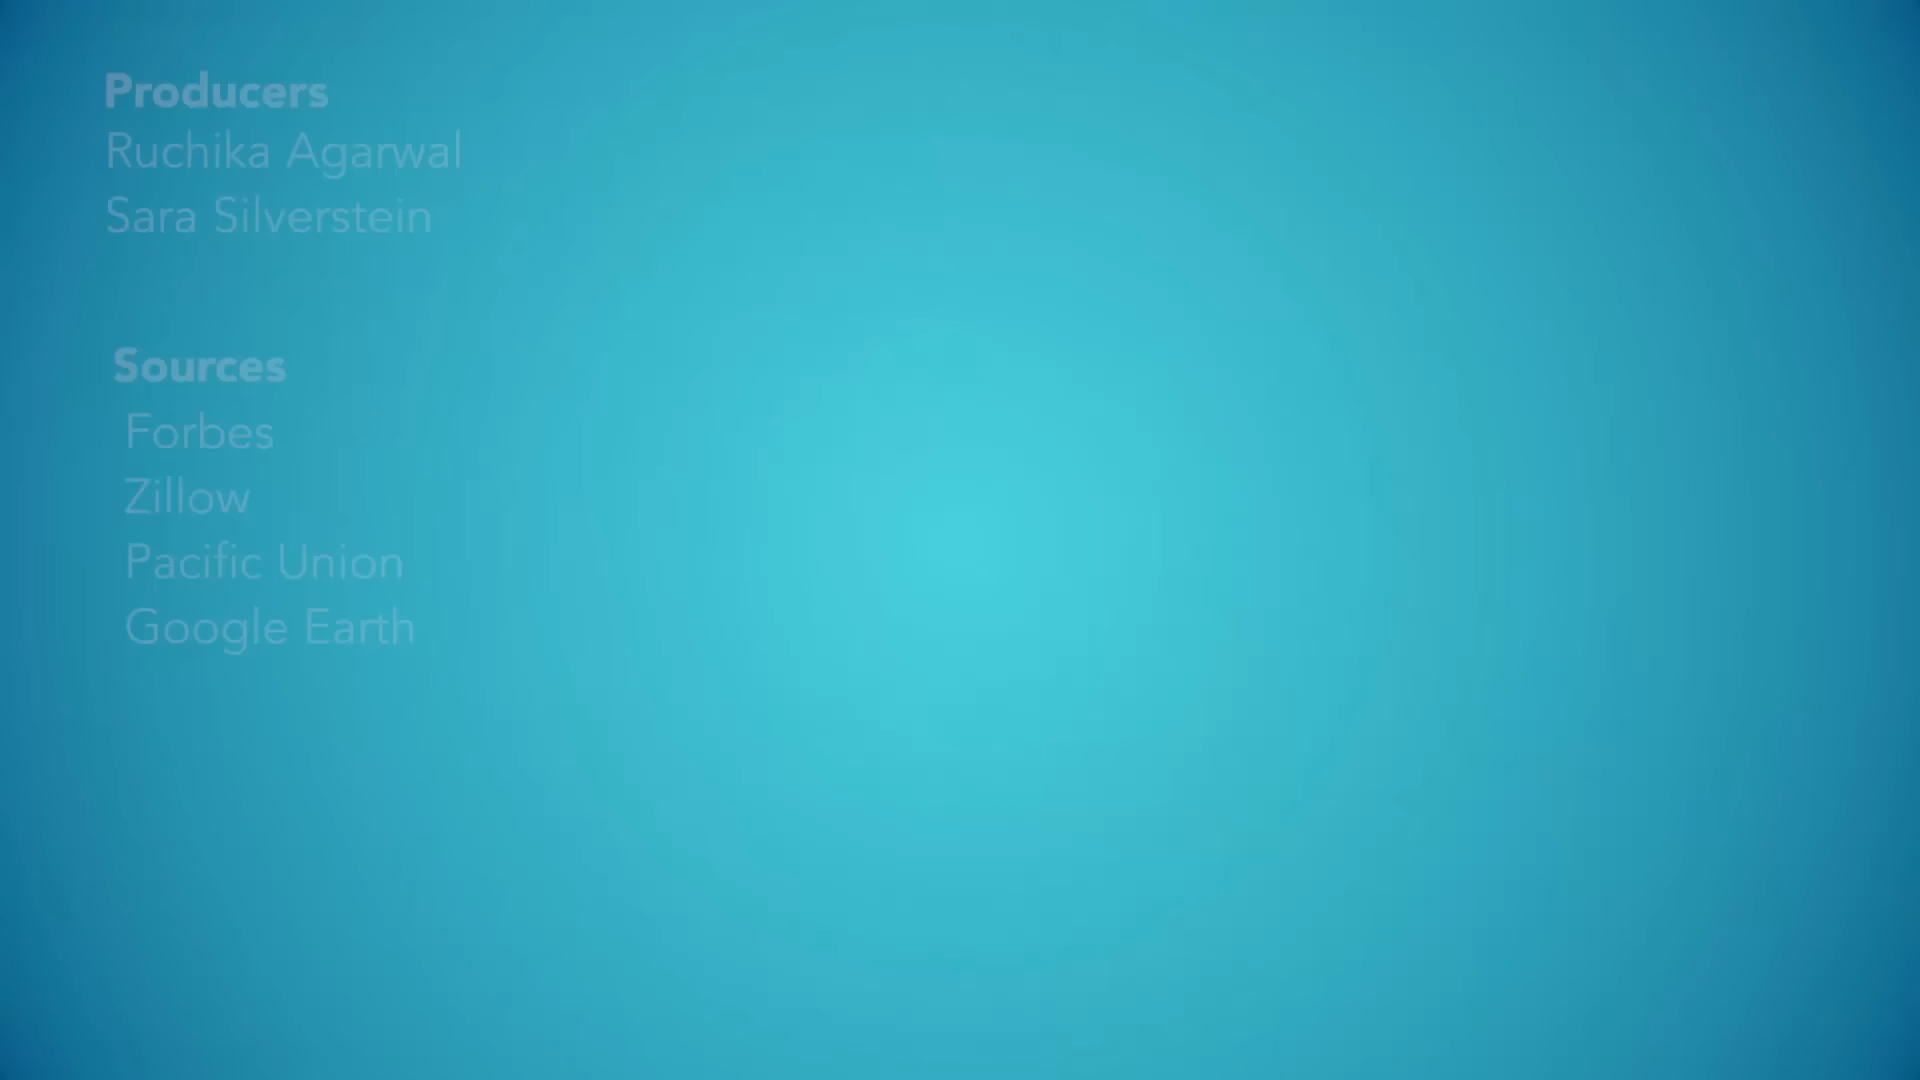 Producers
Ruchika Agarwal
Sara Silverstein
Sources
Forbes
Zillow
Pacific Union
Google Earth